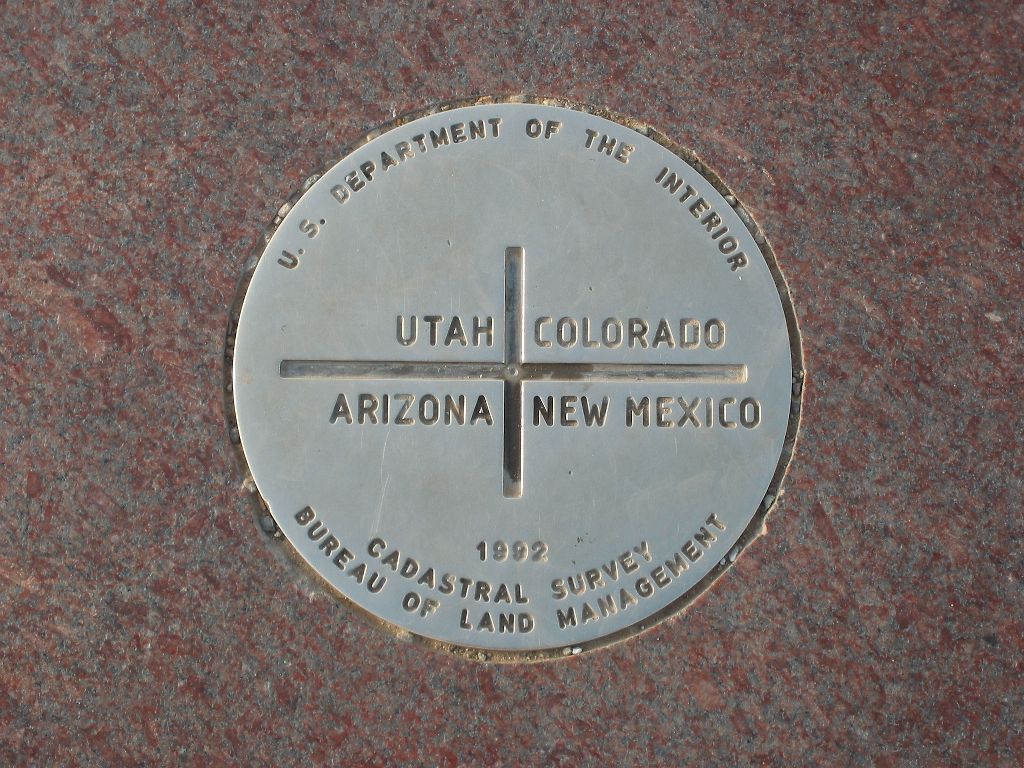 U. S. DEPARTMENT OF THE INTERIOR
UTAH COLORADO
ARIZONA NEW MEXICO
1992
CADASTRAL SURVEY
BUREAU OF LAND MANAGEMENT